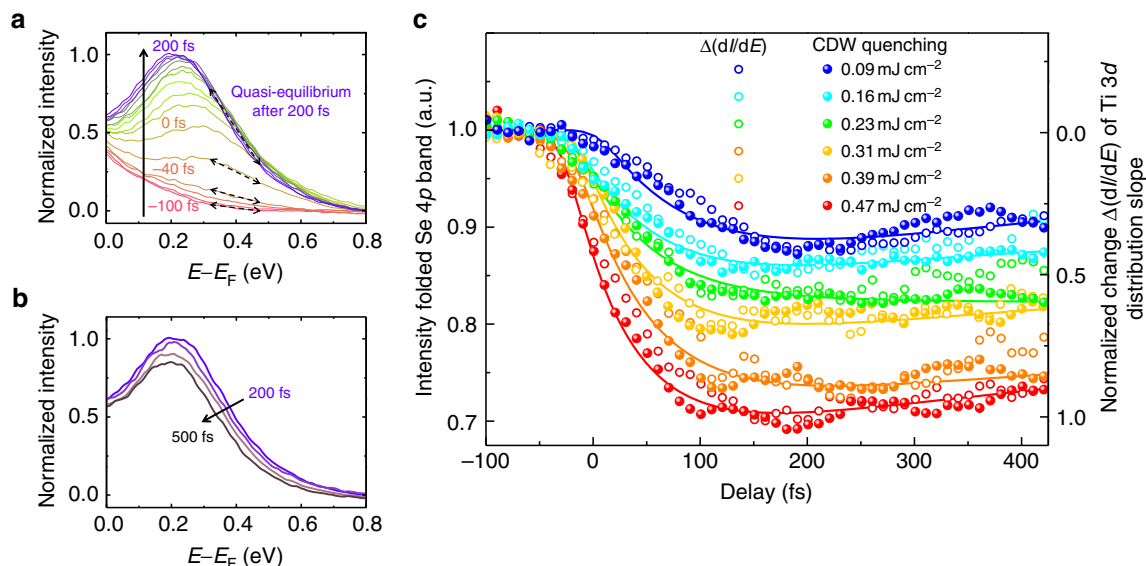 a
Normalized intensity
1.0
0.5
0.0
200 fs
0 fs
–40 fs
–100 fs
Quasi-equilibrium
after 200 fs
0.0 0.2 0.4 0.6 0.8
E–EF (eV)
b
Normalized intensity
1.0
0.5
0.0
200 fs
500 fs
0.0 0.2 0.4 0.6 0.8
E–EF (eV)
c
Intensity folded Se 4p band (a.u.)
1.0
0.9
0.8
0.7
Δ(dI/dE) CDW quenching
0.09 mJ cm–2
0.16 mJ cm–2
0.23 mJ cm–2
0.31 mJ cm–2
0.39 mJ cm–2
0.47 mJ cm–2
0.0
0.5
1.0
Normalized change Δ(dI/dE) of Ti 3d
distribution slope
–100 0 100 200 300 400
Delay (fs)